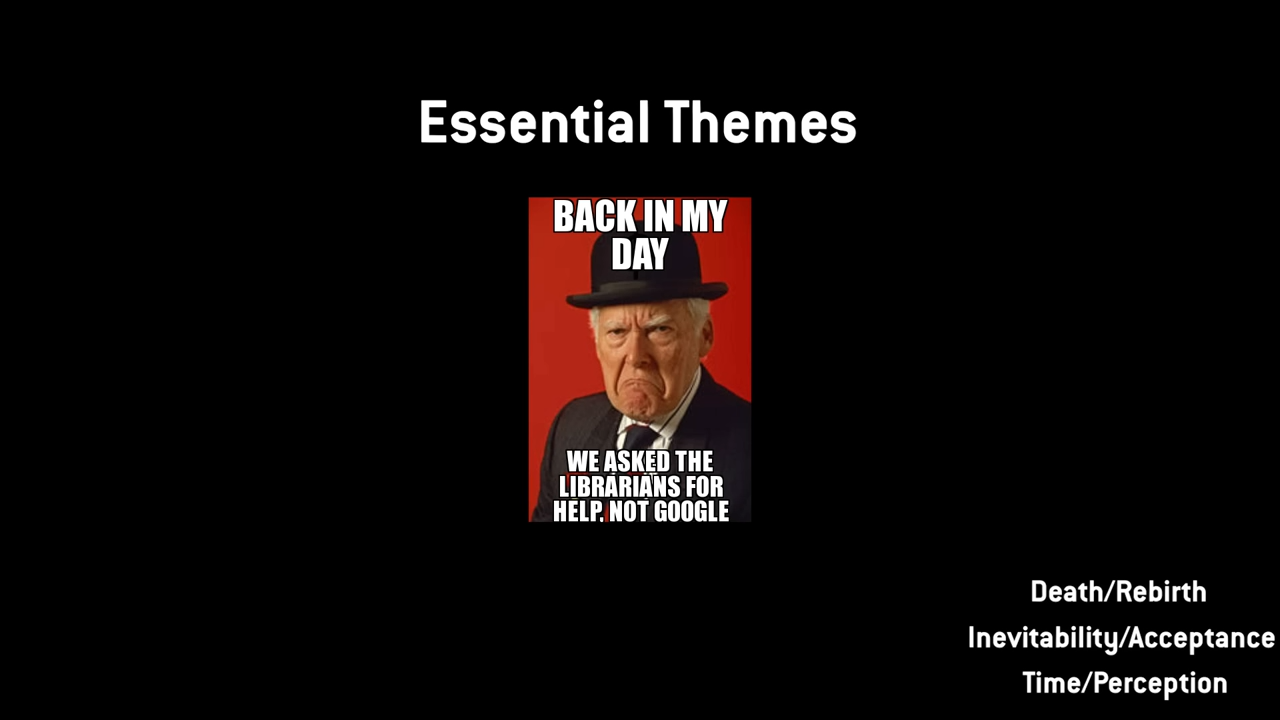 Essential Themes
BACK IN MY
DAY
WE ASKED THE
LIBRARIANS FOR
HELP, NOT GOOGLE
Death/Rebirth
Inevitability/Acceptance
Time/Perception